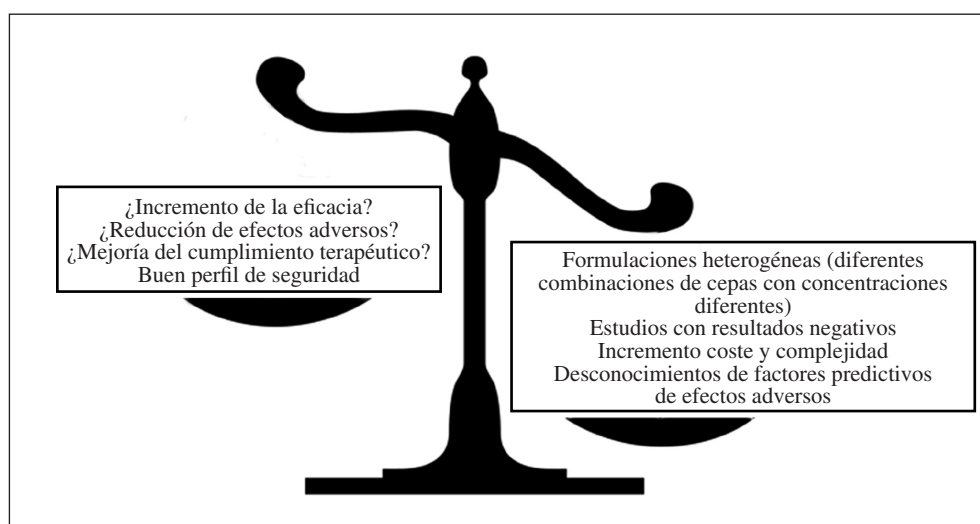 ¿Incremento de la eficacia?
¿Reducción de efectos adversos?
¿Mejoría del cumplimiento terapéutico?
Buen perfil de seguridad
Formulaciones heterogéneas (diferentes
combinaciones de cepas con concentraciones
diferentes)
Estudios con resultados negativos
Incremento coste y complejidad
Desconocimientos de factores predictivos
de efectos adversos